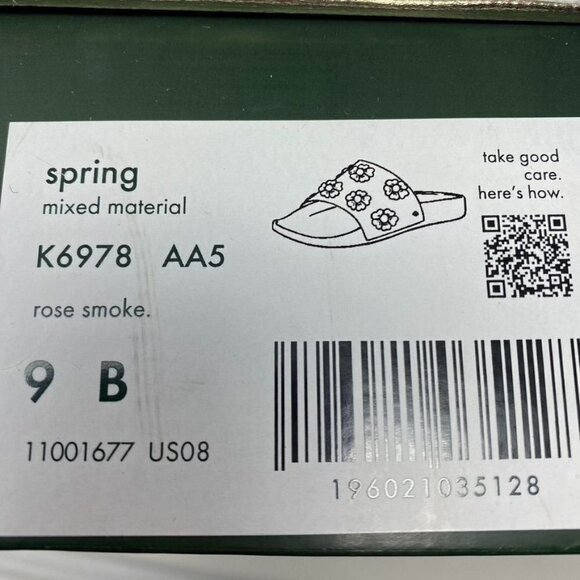 spring
mixed material
K6978 AA5
rose smoke.
9 B
11001677 US08
take good
care.
here's how.
196021035128